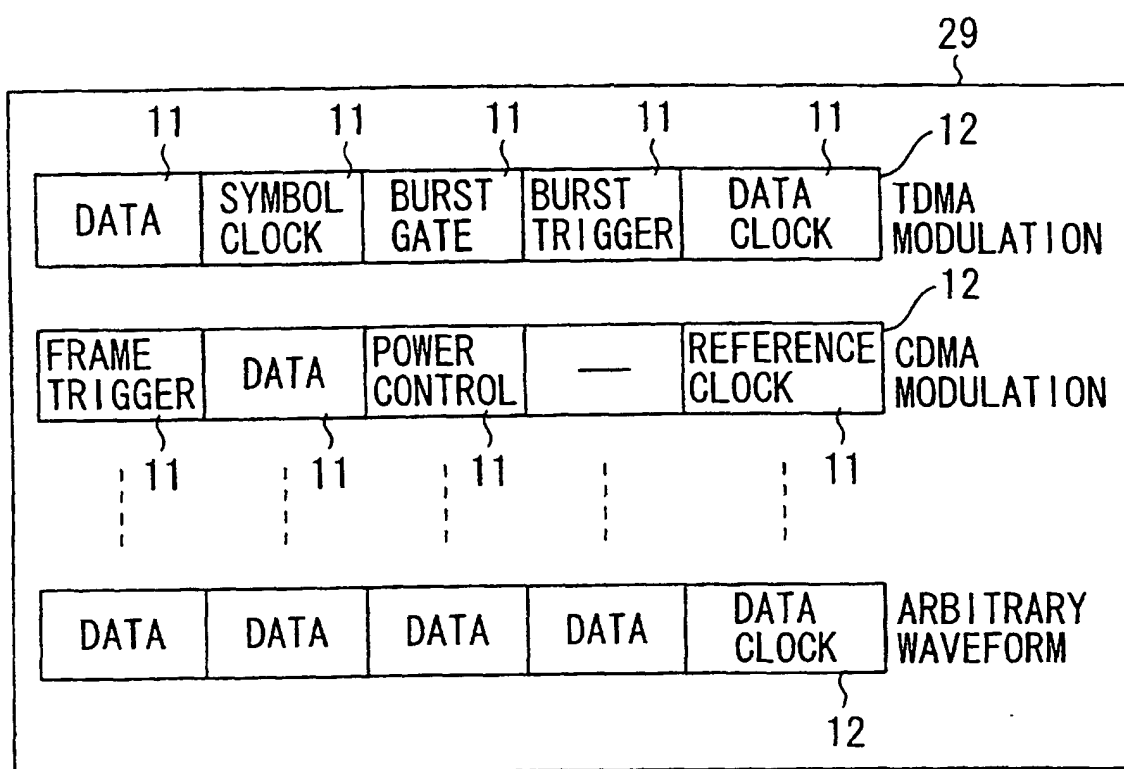 29
11 11 11 11 11 12
DATA SYMBOL CLOCK BURST GATE BURST TRIGGER DATA CLOCK TDMA MODULATION
12
FRAME TRIGGER DATA POWER CONTROL — REFERENCE CLOCK CDMA MODULATION
11 11 11 11
DATA DATA DATA DATA DATA CLOCK ARBITRARY WAVEFORM
12